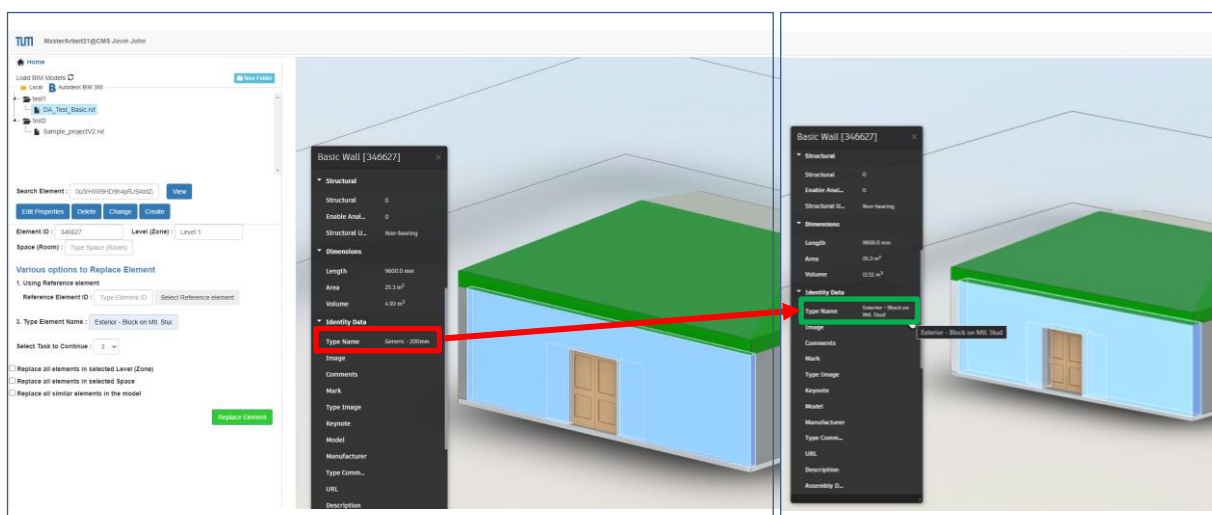 TUM MasterArbeit21@CMS Jovin John
Home
Load BIM Models
New Folder
Local Autodesk BIM 360
test1
DA_Test_Basic.rvt
test2
Sample_projectV2.rvt
Search Element : View
Edit Properties Delete Change Create
Element ID : 346627 Level (Zone) : Level 1
Space (Room) : Type Space (Room)
Various options to Replace Element
1. Using Reference element
Reference Element ID : Type Element ID Select Reference element
3. Type Element Name : Exterior - Block on Mtl. Stud
Select Task to Continue : 3
Replace all elements in selected Level (Zone)
Replace all elements in selected Space
Replace all similar elements in the model
Replace Element
Basic Wall [346627] ×
Structural
Structural 0
Enable Anal... 0
Structural U... Non-bearing
Dimensions
Length 9600.0 mm
Area 25.3 m²
Volume 4.93 m³
Identity Data
Type Name Generic - 200mm
Image
Comments
Mark
Type Image
Keynote
Model
Manufacturer
Type Comm...
URL
Description
Basic Wall [346627] ×
Structural
Structural 0
Enable Anal... 0
Structural U... Non-bearing
Dimensions
Length 9600.0 mm
Area
Volume
Identity Data
Type Name Exterior - Block on
Mtl. Stud
Image
Exterior - Block on Mtl. Stud
Comments
Mark
Type Image
Keynote
Model
Manufacturer
Type Comm...
URL
Description
Assembly D...